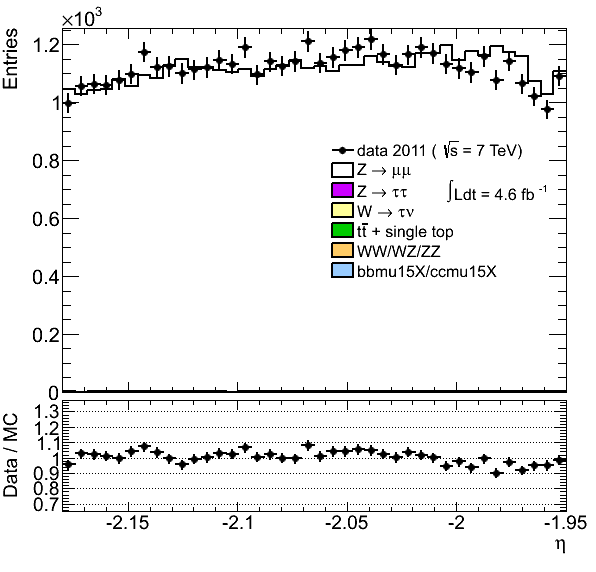 ×10³
Entries
1.2
1
0.8
0.6
0.4
0.2
0
data 2011 ( √s = 7 TeV)
Z → μμ
Z → ττ
∫Ldt = 4.6 fb⁻¹
W → τν
tt̄ + single top
WW/WZ/ZZ
bbmu15X/ccmu15X
Data / MC
1.3
1.2
1.1
1
0.9
0.8
0.7
-2.15 -2.1 -2.05 -2 -1.95
η